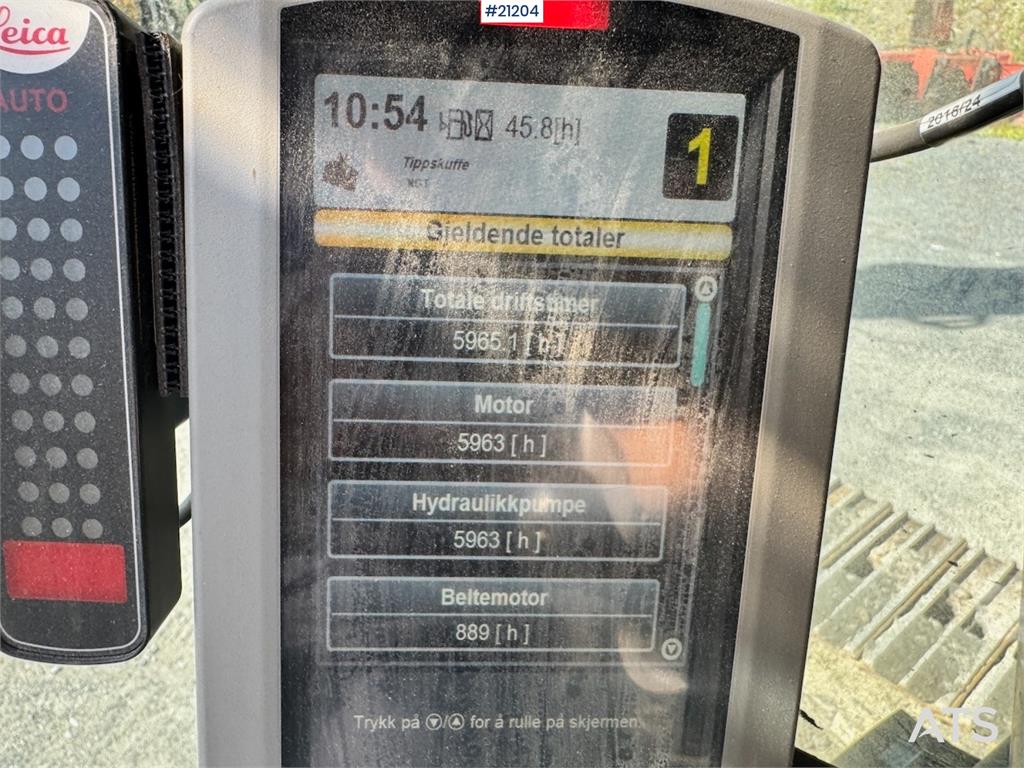 #21204
Leica
AUTO
10:54 45.8[h]
Tippskuffe
1
Gjeldende totaler
Totale driftstimer
5965.1 [ h ]
Motor
5963 [ h ]
Hydraulikkpumpe
5963 [ h ]
Beltemotor
889 [ h ]
Trykk på ▽/△ for å rulle på skjermen.
2016/24
ATS